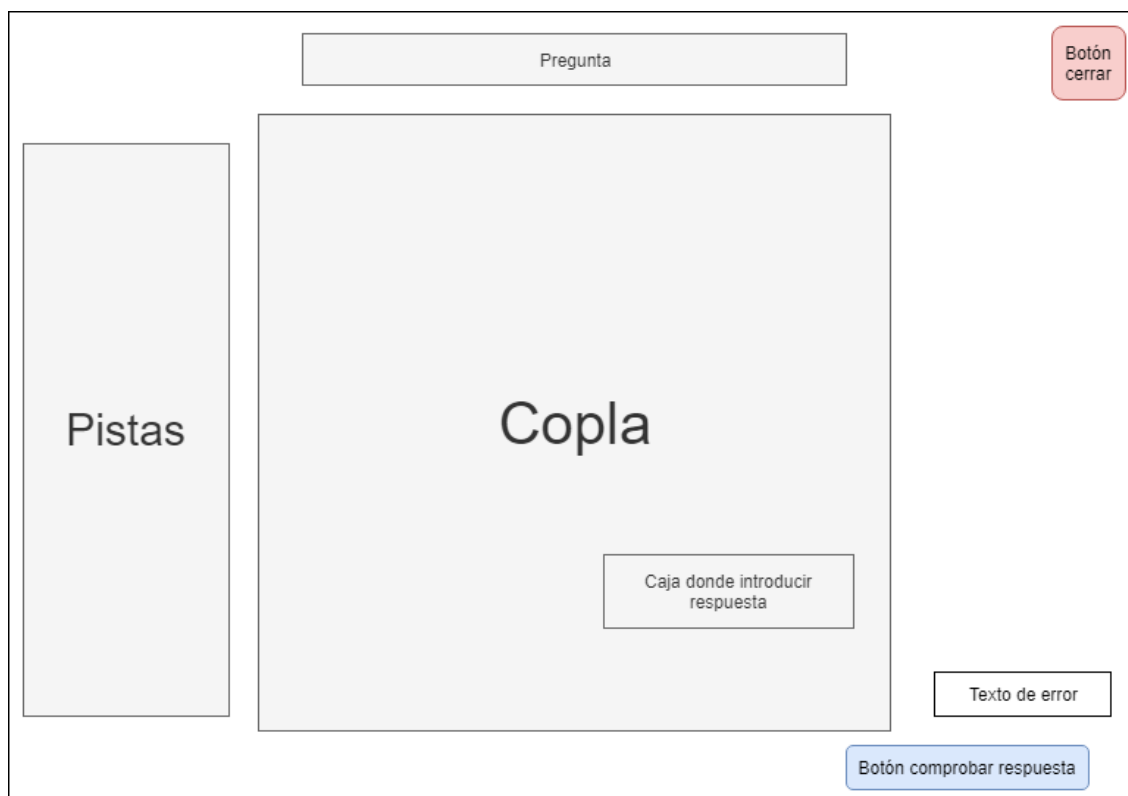 Pregunta
Botón
cerrar
Pistas
Copla
Caja donde introducir
respuesta
Texto de error
Botón comprobar respuesta